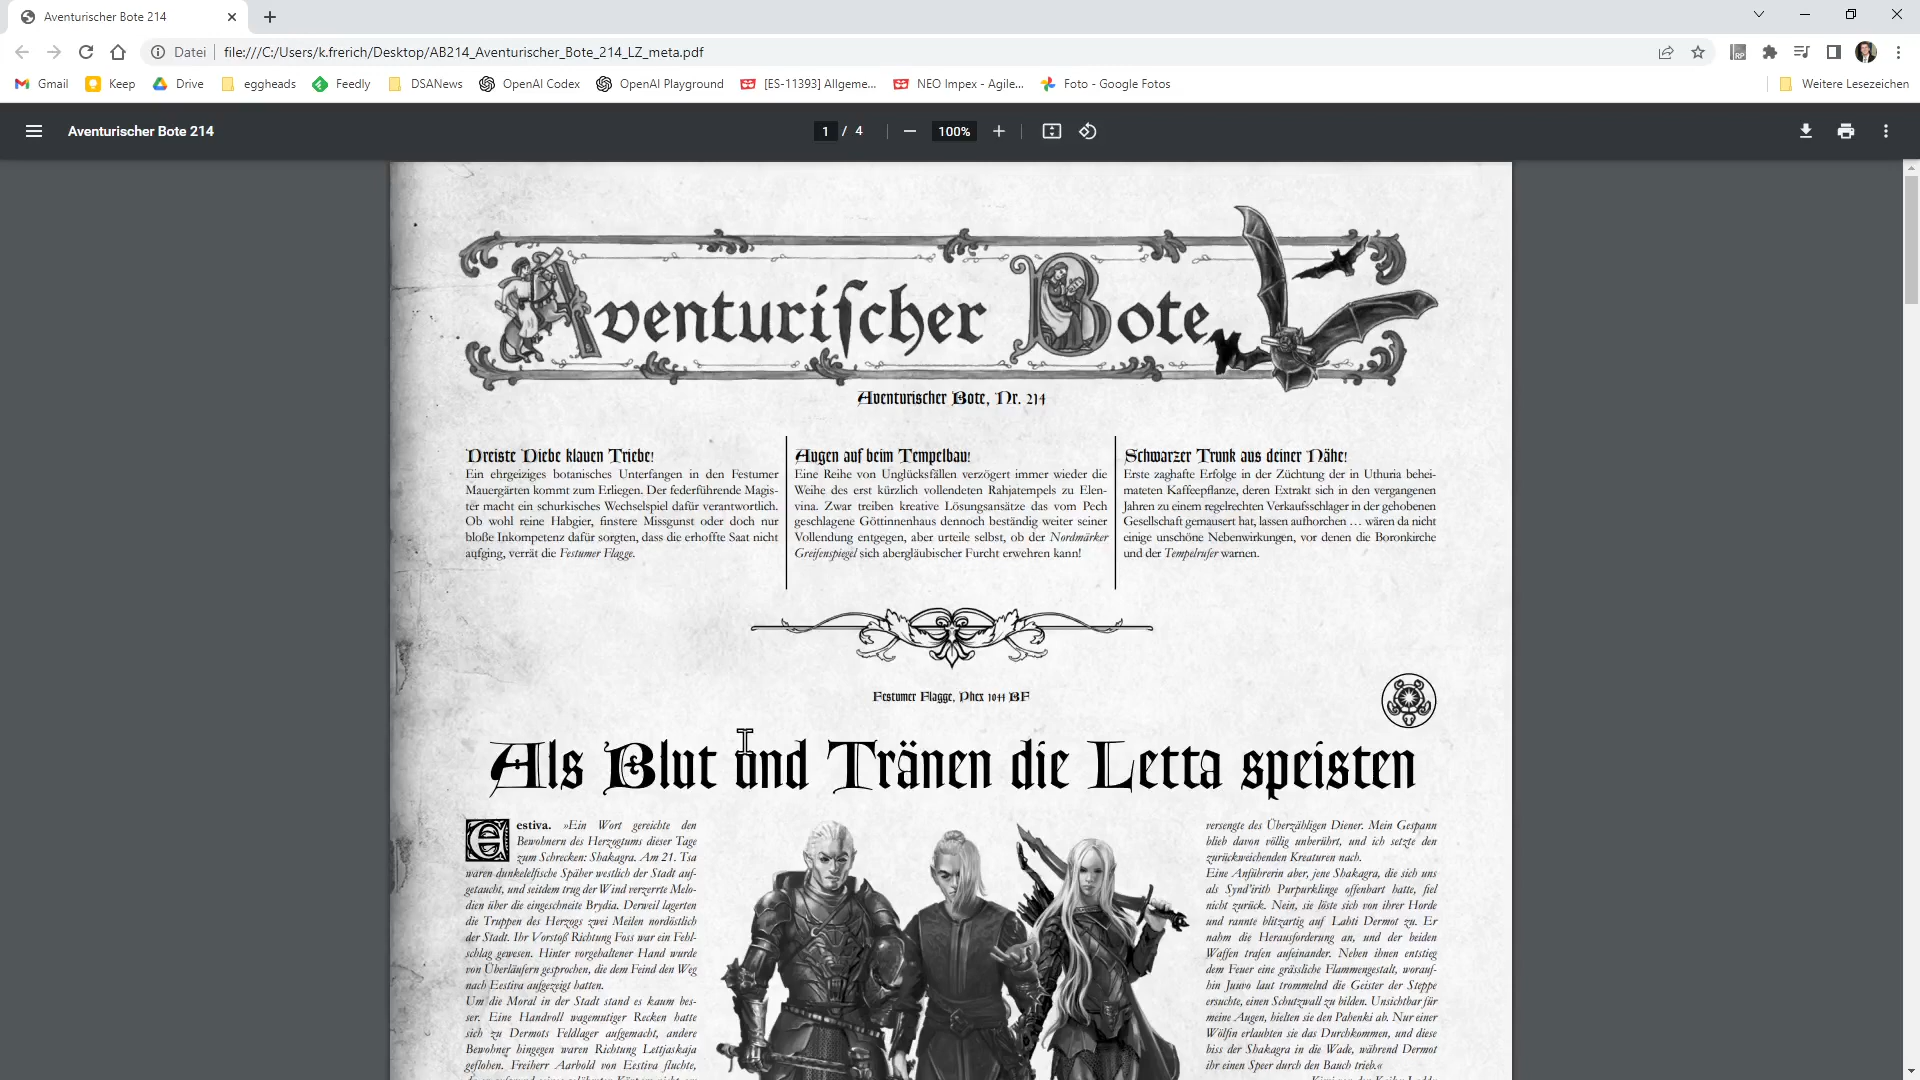 Aventurischer Bote 214
Datei
file:///C:/Users/k.frerich/Desktop/AB214_Aventurischer_Bote_214_LZ_meta.pdf
Gmail
Keep
Drive
eggheads
Feedly
DSANews
OpenAI Codex
OpenAI Playground
[ES-11393] Allgeme...
NEO Impex - Agile...
Foto - Google Fotos
Weitere Lesezeichen
Aventurischer Bote 214
1 / 4
100%
Aventuriſcher Bote
Aventurischer Bote, Nr. 214
Dreiste Diebe klauen Triebe!
Ein ehrgeiziges botanisches Unterfangen in den Festumer
Mauergärten kommt zum Erliegen. Der federführende Magis-
ter macht ein schurkisches Wechselspiel dafür verantwortlich.
Ob wohl reine Habgier, finstere Missgunst oder doch nur
bloße Inkompetenz dafür sorgten, dass die erhoffte Saat nicht
aufging, verrät die Festumer Flagge.
Augen auf beim Tempelbau!
Eine Reihe von Unglücksfällen verzögert immer wieder die
Weihe des erst kürzlich vollendeten Rahjatempels zu Elen-
vina. Zwar treiben kreative Lösungsansätze das vom Pech
geschlagene Göttinnenhaus dennoch beständig weiter seiner
Vollendung entgegen, aber urteile selbst, ob der Nordmärker
Greifenspiegel sich abergläubischer Furcht erwehren kann!
Schwarzer Trunk aus deiner Nähe!
Erste zaghafte Erfolge in der Züchtung der in Uthuria behei-
mateten Kaffeepflanze, deren Extrakt sich in den vergangenen
Jahren zu einem regelrechten Verkaufsschlager in der gehobenen
Gesellschaft gemausert hat, lassen aufhorchen … wären da nicht
einige unschöne Nebenwirkungen, vor denen die Boronkirche
und der Tempelrufer warnen.
Festumer Flagge, Phex 1044 BF
Als Blut und Tränen die Letta speisten
Eestiva. »Ein Wort gereichte den
Bewohnern des Herzogtums dieser Tage
zum Schrecken: Shakagra. Am 21. Tsa
waren dunkelelfische Späher westlich der Stadt auf-
getaucht, und seitdem trug der Wind verzerrte Melo-
dien über die eingeschneite Brydia. Derweil lagerten
die Truppen des Herzogs zwei Meilen nordöstlich
der Stadt. Ihr Vorstoß Richtung Foss war ein Fehl-
schlag gewesen. Hinter vorgehaltener Hand wurde
von Überläufern gesprochen, die dem Feind den Weg
nach Eestiva aufgezeigt hatten.
Um die Moral in der Stadt stand es kaum bes-
ser. Eine Handvoll wagemutiger Recken hatte
sich zu Dermots Feldlager aufgemacht, andere
Bewohner hingegen waren Richtung Lettjaskaja
geflohen. Freiherr Aarbold von Eestiva fluchte,
versengte des Überzähligen Diener. Mein Gespann
blieb davon völlig unberührt, und ich setzte den
zurückweichenden Kreaturen nach.
Eine Anführerin aber, jene Shakagra, die sich uns
als Synd'irith Purpurklinge offenbart hatte, fiel
nicht zurück. Nein, sie löste sich von ihrer Horde
und rannte blitzartig auf Lahti Dermot zu. Er
nahm die Herausforderung an, und der beiden
Waffen trafen aufeinander. Neben ihnen entstieg
dem Feuer eine grässliche Flammengestalt, worauf-
hin Juuvo laut trommelnd die Geister der Steppe
ersuchte, einen Schutzwall zu bilden. Unsichtbar für
meine Augen, hielten sie den Pahenki ab. Nur einer
Wölfin erlaubten sie das Durchkommen, und diese
biss der Shakagra in die Wade, während Dermot
ihr einen Speer durch den Bauch trieb.«